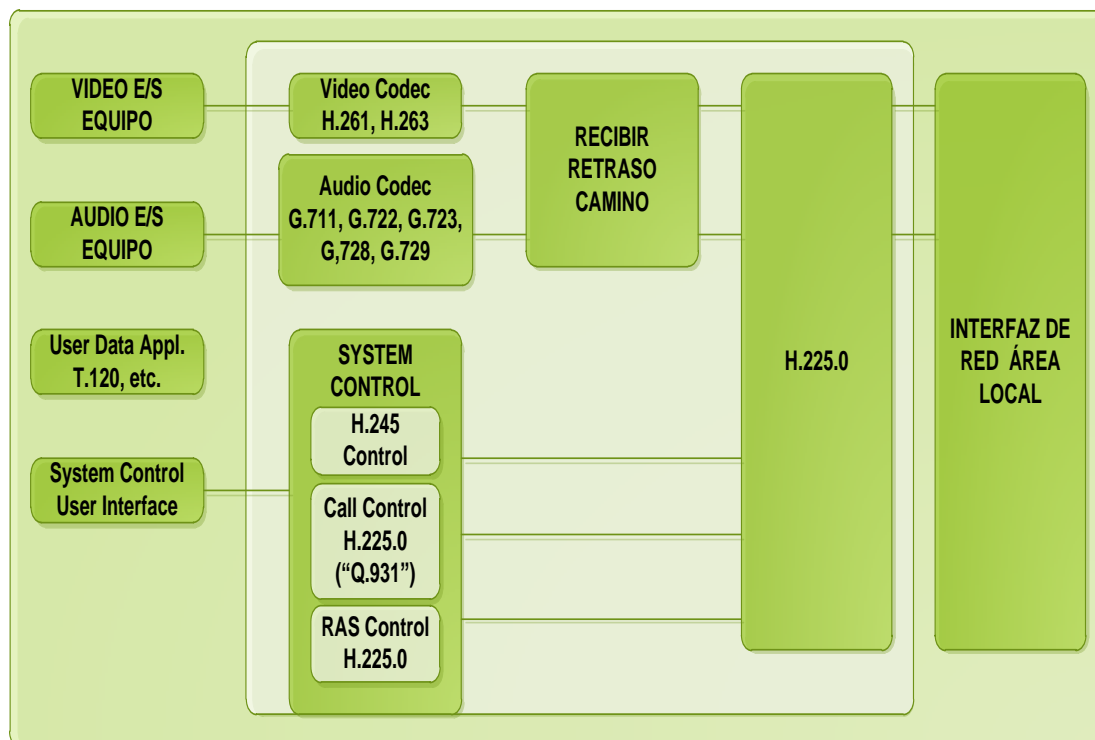 VIDEO E/S
EQUIPO
Video Codec
H.261, H.263
RECIBIR
RETRASO
CAMINO
AUDIO E/S
EQUIPO
Audio Codec
G.711, G.722, G.723,
G,728, G.729
User Data Appl.
T.120, etc.
SYSTEM
CONTROL
H.245
Control
Call Control
H.225.0
(“Q.931”)
RAS Control
H.225.0
System Control
User Interface
H.225.0
INTERFAZ DE
RED ÁREA
LOCAL